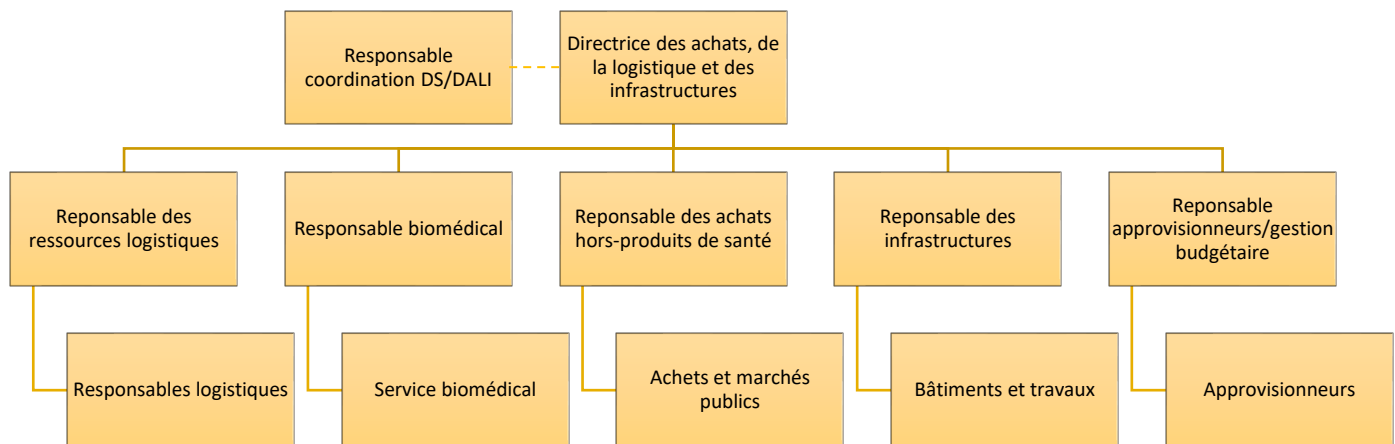 Responsable
coordination DS/DALI
Directrice des achats, de
la logistique et des
infrastructures
Reponsable des
ressources logistiques
Responsable biomédical
Reponsable des achats
hors-produits de santé
Reponsable des
infrastructures
Reponsable
approvisionneurs/gestion
budgétaire
Responsables logistiques
Service biomédical
Achets et marchés
publics
Bâtiments et travaux
Approvisionneurs